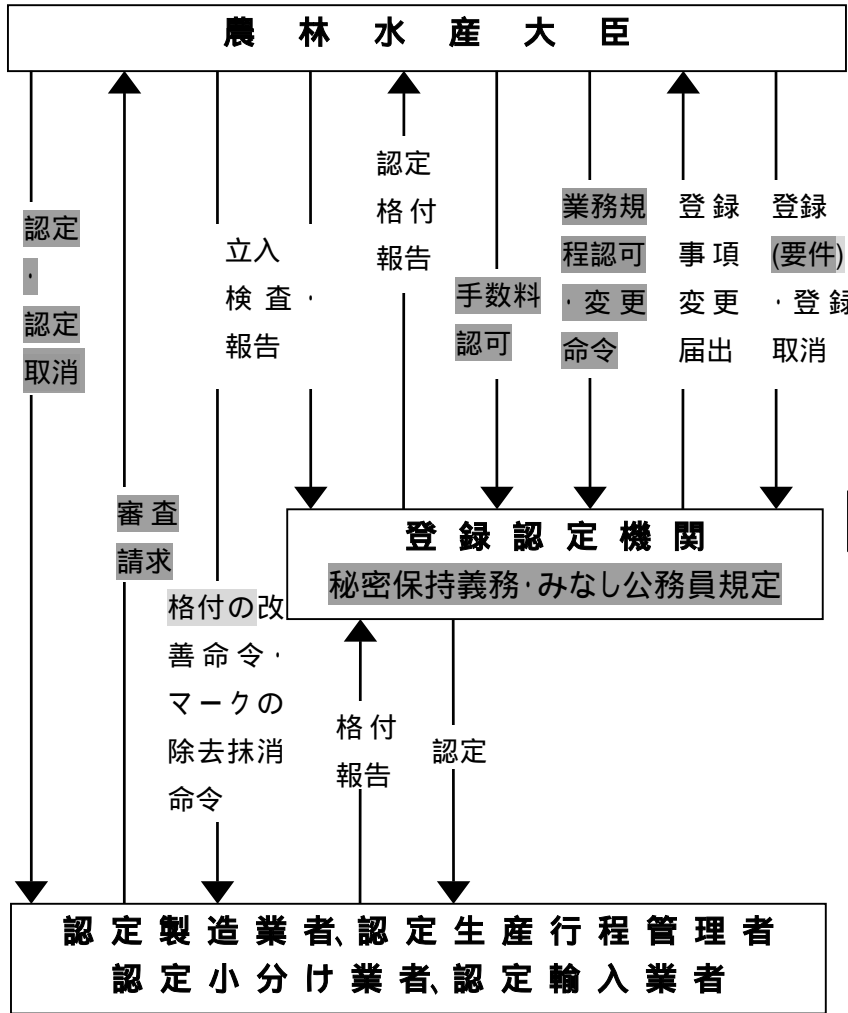 農林水産大臣
認定
・
認定
取消
審査
請求
立入
検査・
報告
格付の改
善命令・
マークの
除去抹消
命令
認定
格付
報告
手数料
認可
業務規
程認可
・変更
命令
登録
事項
変更
届出
登録
(要件)
・登録
取消
登録認定機関
秘密保持義務・みなし公務員規定
格付
報告
認定
認定製造業者、認定生産行程管理者
認定小分け業者、認定輸入業者